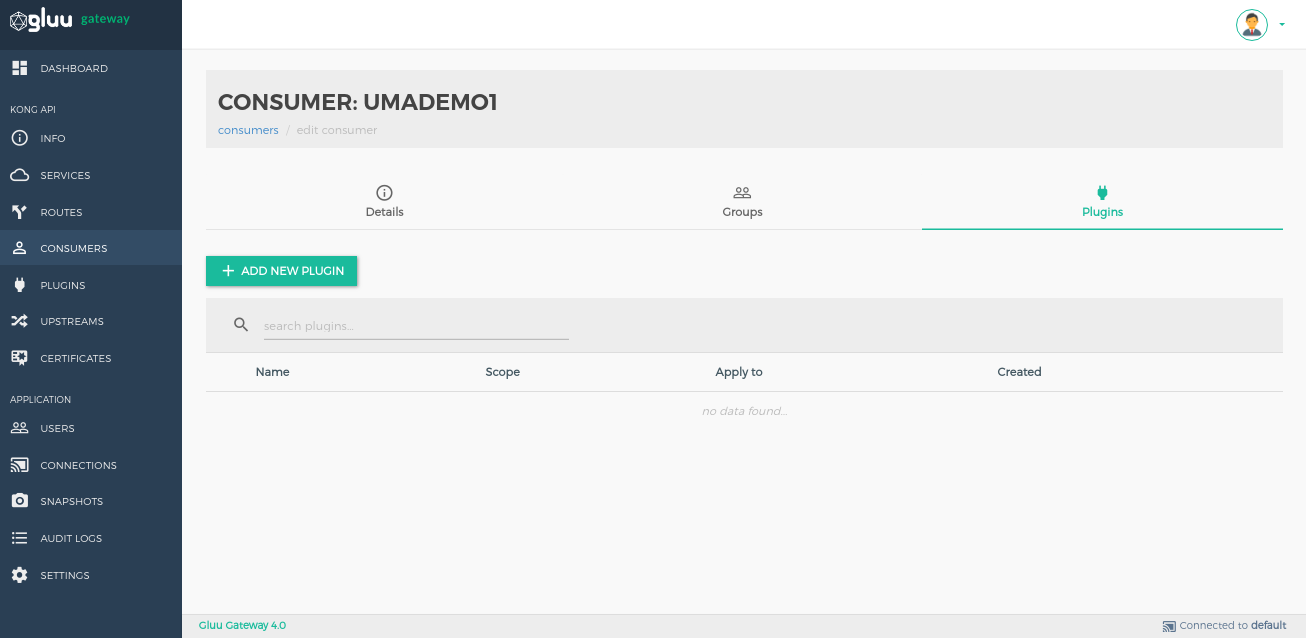 gluu gateway
DASHBOARD
KONG API
INFO
SERVICES
ROUTES
CONSUMERS
PLUGINS
UPSTREAMS
CERTIFICATES
APPLICATION
USERS
CONNECTIONS
SNAPSHOTS
AUDIT LOGS
SETTINGS
CONSUMER: UMADEMO1
consumers / edit consumer
Details Groups Plugins
ADD NEW PLUGIN
search plugins...
Name Scope Apply to Created
no data found...
Gluu Gateway 4.0 Connected to default